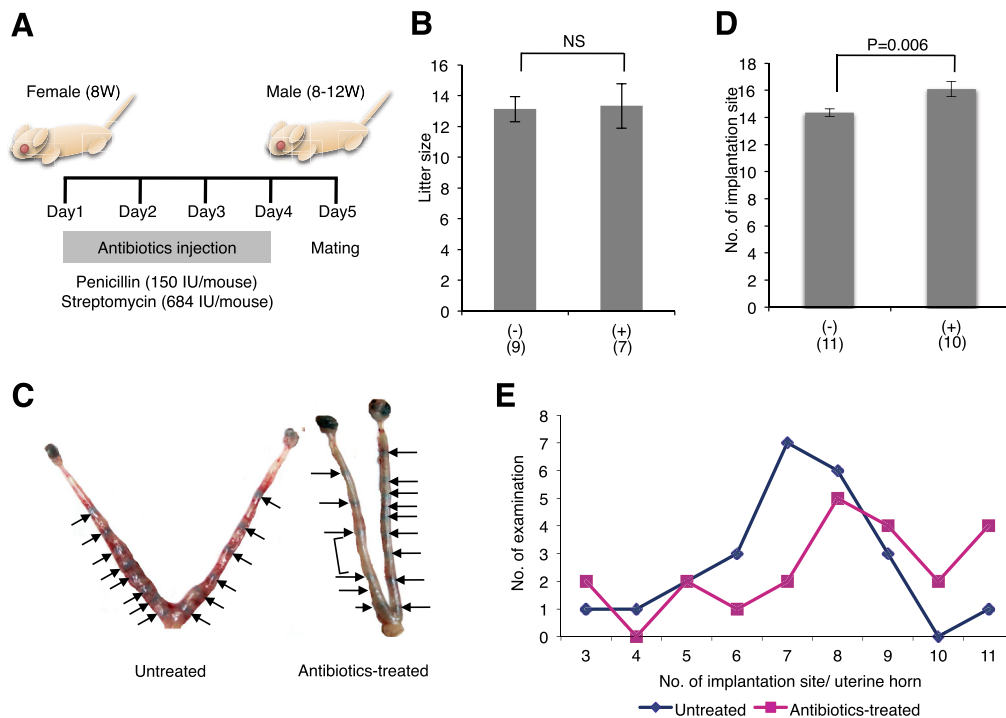 A
Female (8W)
Male (8-12W)
Day1 Day2 Day3 Day4 Day5
Antibiotics injection
Mating
Penicillin (150 IU/mouse)
Streptomycin (684 IU/mouse)
B
NS
Litter size
16
14
12
10
8
6
4
2
0
(-) (+)
(9) (7)
D
P=0.006
No. of implantation site
18
16
14
12
10
8
6
4
2
0
(-) (+)
(11) (10)
C
Untreated
Antibiotics-treated
E
No. of examination
8
7
6
5
4
3
2
1
0
3 4 5 6 7 8 9 10 11
No. of implantation site/ uterine horn
Untreated Antibiotics-treated